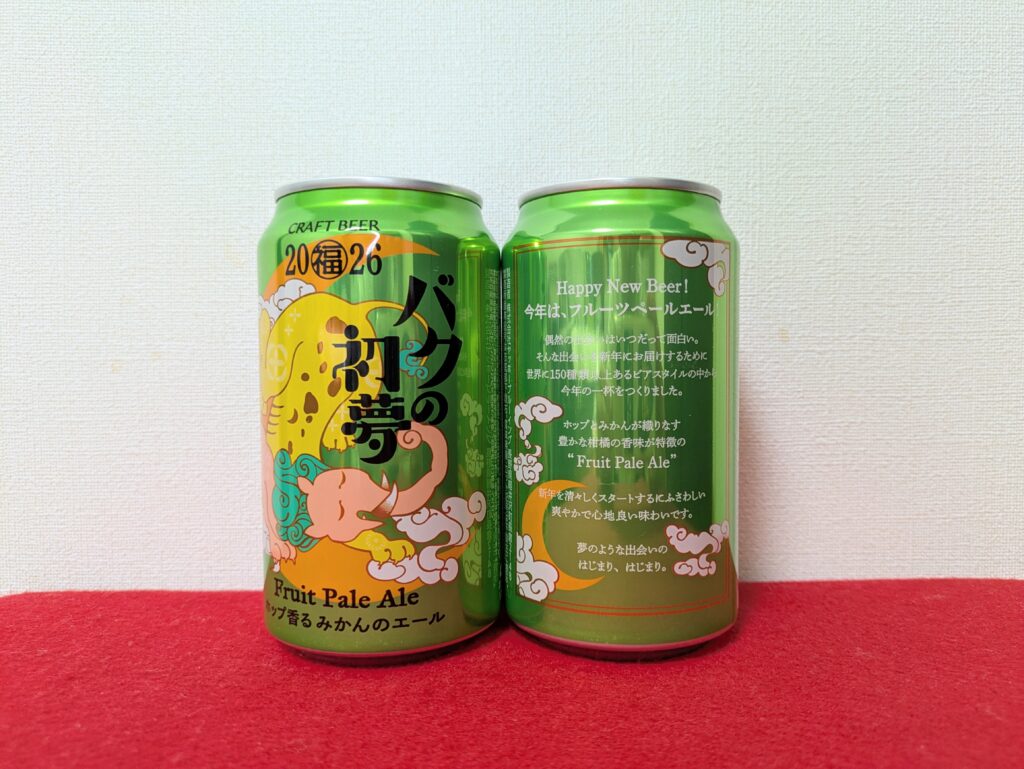 CRAFT BEER
20福26
バクの
初夢
Fruit Pale Ale
ホップ香るみかんのエール
Happy New Beer!
今年は、フルーツペールエール
偶然の出会いはいつだって面白い。
そんな出会いを新年にお届けするために
世界に150種類以上あるビアスタイルの中から
今年の一杯をつくりました。
ホップとみかんが織りなす
豊かな柑橘の香味が特徴の
“Fruit Pale Ale”
新年を清々しくスタートするにふさわしい
爽やかで心地良い味わいです。
夢のような出会いの
はじまり、はじまり。